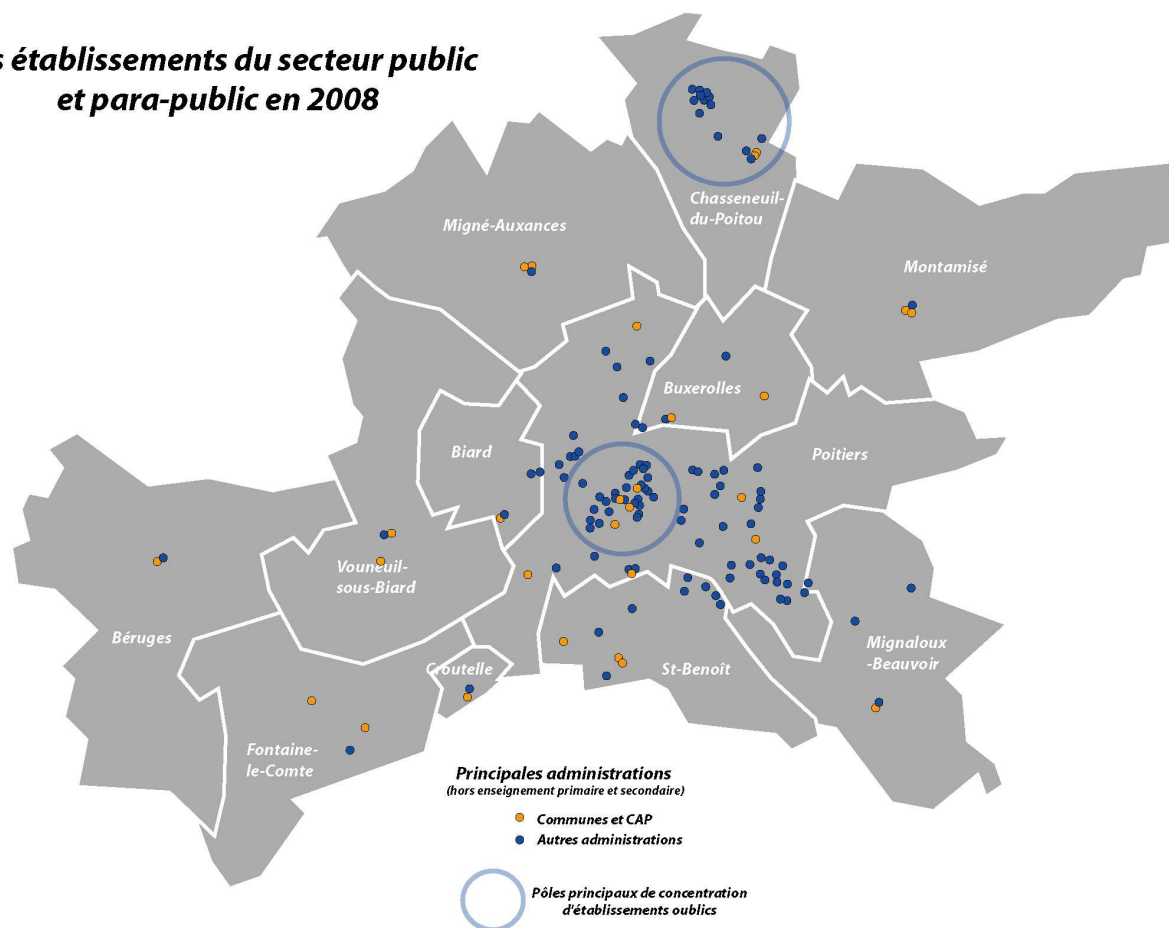 s établissements du secteur public
et para-public en 2008
Chasseneuil-
du-Poitou
Migné-Auxances
Montamisé
Buxerolles
Biard
Poitiers
Vouneuil-
sous-Biard
Béruges
Mignaloux
-Beauvoir
Croutelle
St-Benoît
Fontaine-
le-Comte
Principales administrations
(hors enseignement primaire et secondaire)
Communes et CAP
Autres administrations
Pôles principaux de concentration
d'établissements oublics